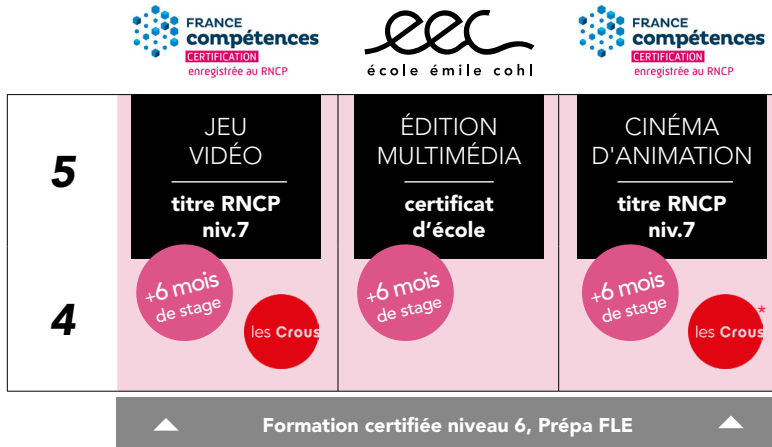 FRANCE
compétences
CERTIFICATION
enregistrée au RNCP
eec
école émile cohl
FRANCE
compétences
CERTIFICATION
enregistrée au RNCP
5
JEU
VIDÉO
titre RNCP
niv.7
ÉDITION
MULTIMÉDIA
certificat
d'école
CINÉMA
D'ANIMATION
titre RNCP
niv.7
4
+6 mois
de stage
les Crous
+6 mois
de stage
+6 mois
de stage
les Crous
*
Formation certifiée niveau 6, Prépa FLE